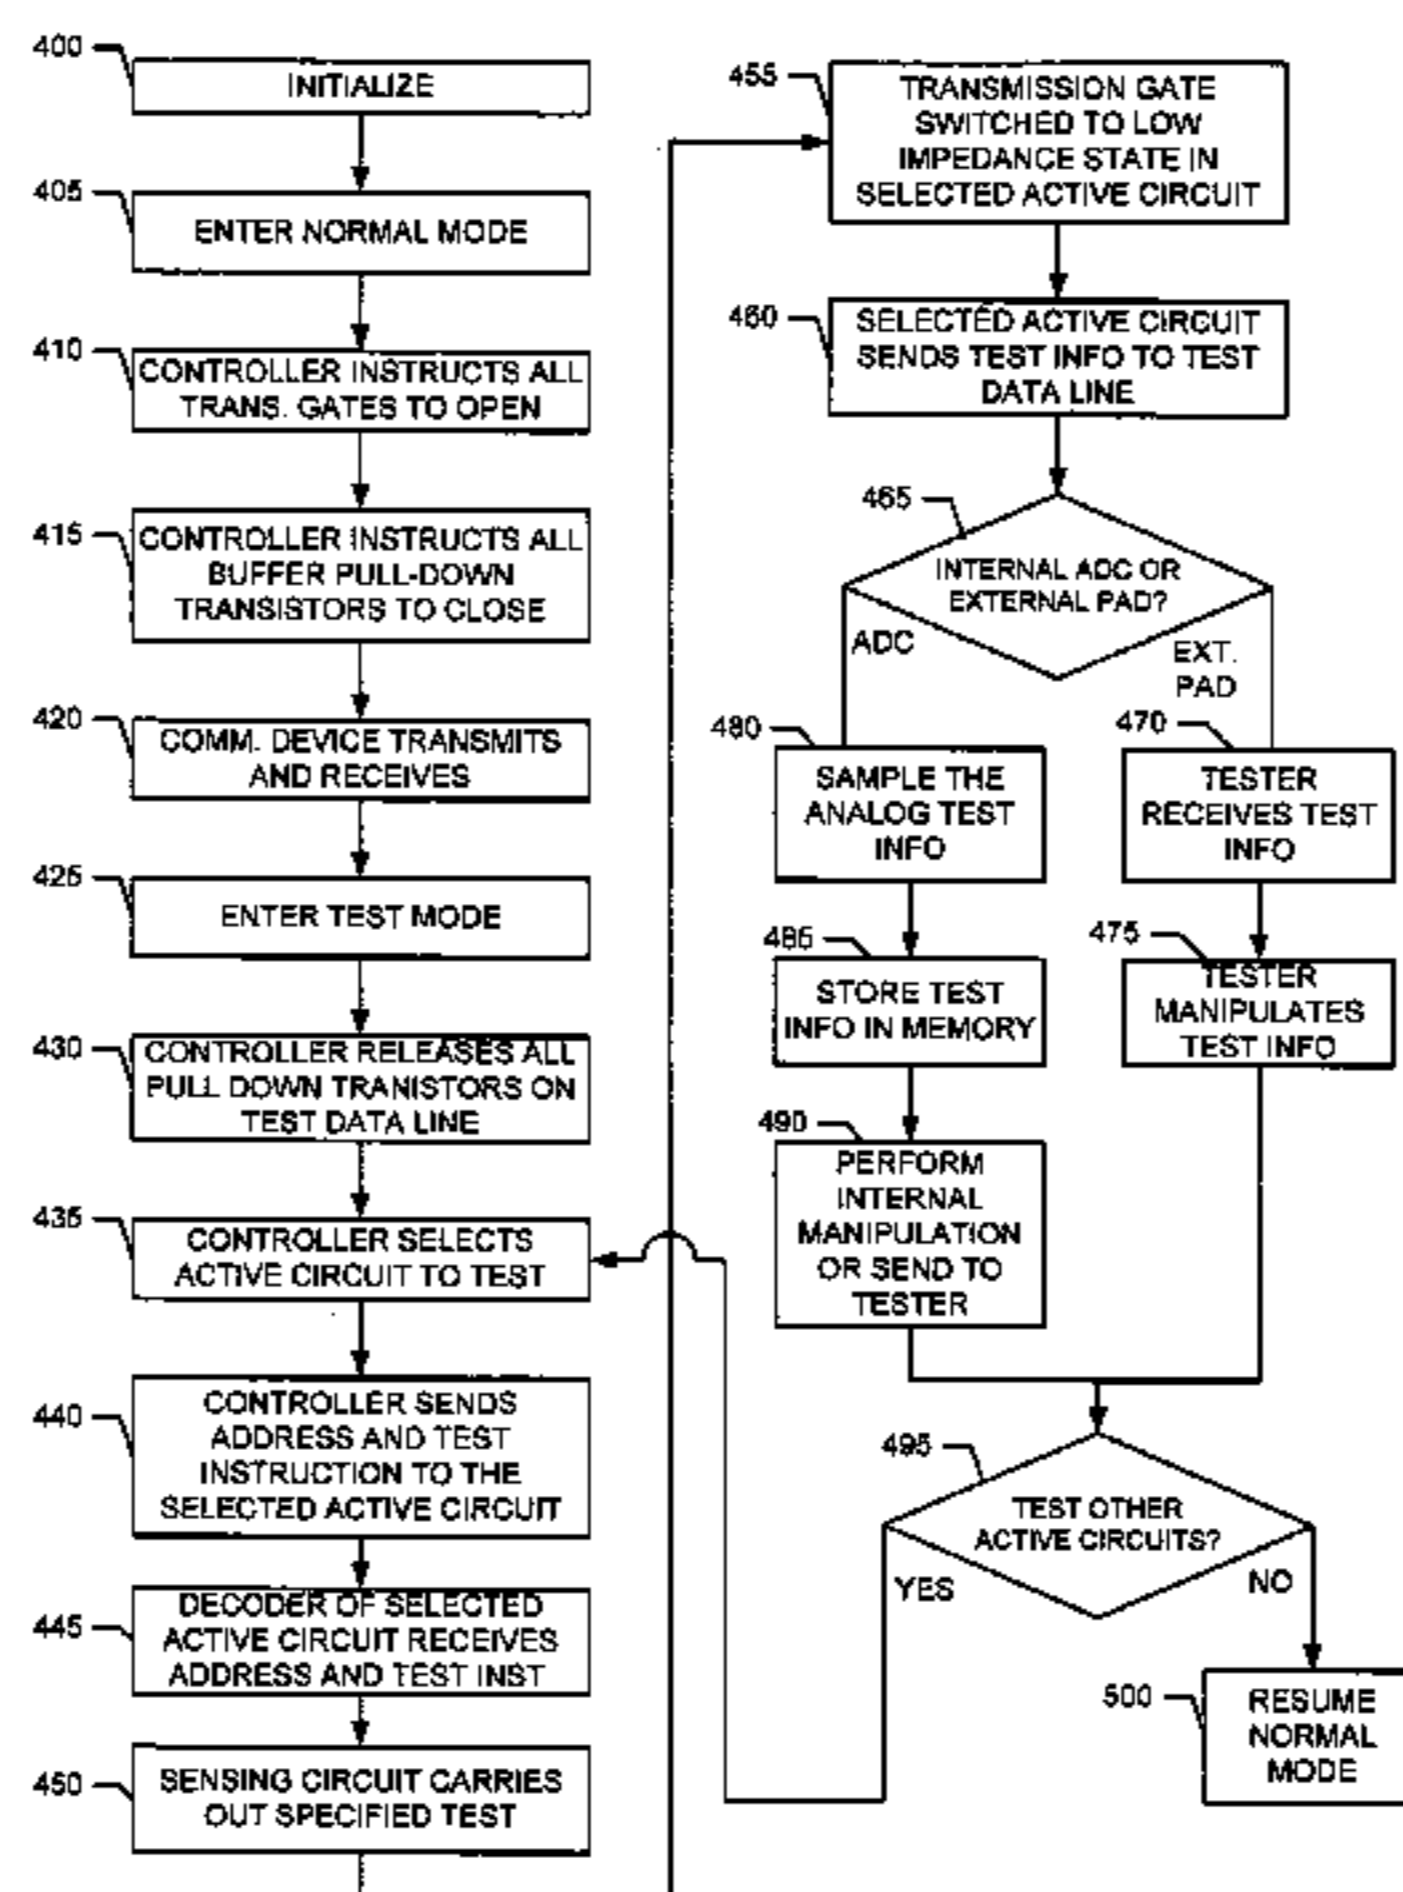 400
INITIALIZE
405
ENTER NORMAL MODE
410
CONTROLLER INSTRUCTS ALL
TRANS. GATES TO OPEN
415
CONTROLLER INSTRUCTS ALL
BUFFER PULL-DOWN
TRANSISTORS TO CLOSE
420
COMM. DEVICE TRANSMITS
AND RECEIVES
425
ENTER TEST MODE
430
CONTROLLER RELEASES ALL
PULL DOWN TRANISTORS ON
TEST DATA LINE
435
CONTROLLER SELECTS
ACTIVE CIRCUIT TO TEST
440
CONTROLLER SENDS
ADDRESS AND TEST
INSTRUCTION TO THE
SELECTED ACTIVE CIRCUIT
445
DECODER OF SELECTED
ACTIVE CIRCUIT RECEIVES
ADDRESS AND TEST INST
450
SENSING CIRCUIT CARRIES
OUT SPECIFIED TEST
455
TRANSMISSION GATE
SWITCHED TO LOW
IMPEDANCE STATE IN
SELECTED ACTIVE CIRCUIT
460
SELECTED ACTIVE CIRCUIT
SENDS TEST INFO TO TEST
DATA LINE
465
INTERNAL ADC OR
EXTERNAL PAD?
ADC
EXT.
PAD
480
SAMPLE THE
ANALOG TEST
INFO
470
TESTER
RECEIVES TEST
INFO
485
STORE TEST
INFO IN MEMORY
475
TESTER
MANIPULATES
TEST INFO
490
PERFORM
INTERNAL
MANIPULATION
OR SEND TO
TESTER
495
TEST OTHER
ACTIVE CIRCUITS?
YES
NO
500
RESUME
NORMAL
MODE